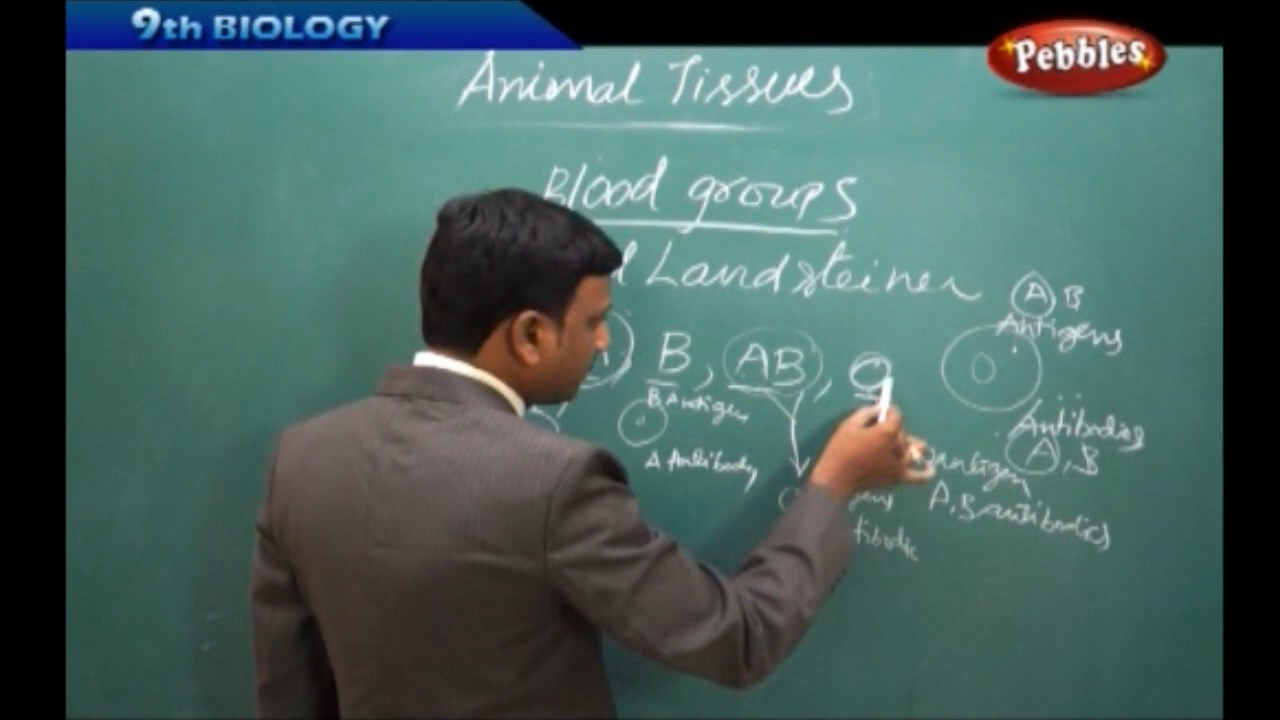 9th BIOLOGY
Pebbles
Animal Tissues
Blood groups
Landsteiner
A B
Antigens
A, B, AB, O
B Antigen
A Antibody
Antibodies
A, B
antigen
A, B antibodies